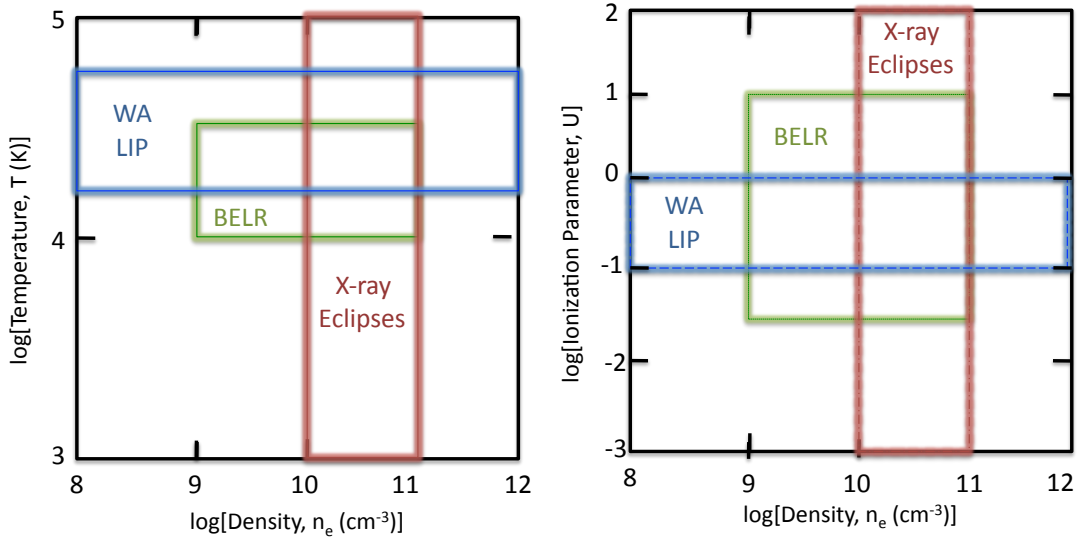 5
WA
LIP
BELR
4
X-ray
Eclipses
3
8
9
10
11
12
log[Temperature, T (K)]
log[Density, nₑ (cm⁻³)]
2
X-ray
Eclipses
1
BELR
0
WA
LIP
-1
-2
-3
8
9
10
11
12
log[Ionization Parameter, U]
log[Density, nₑ (cm⁻³)]